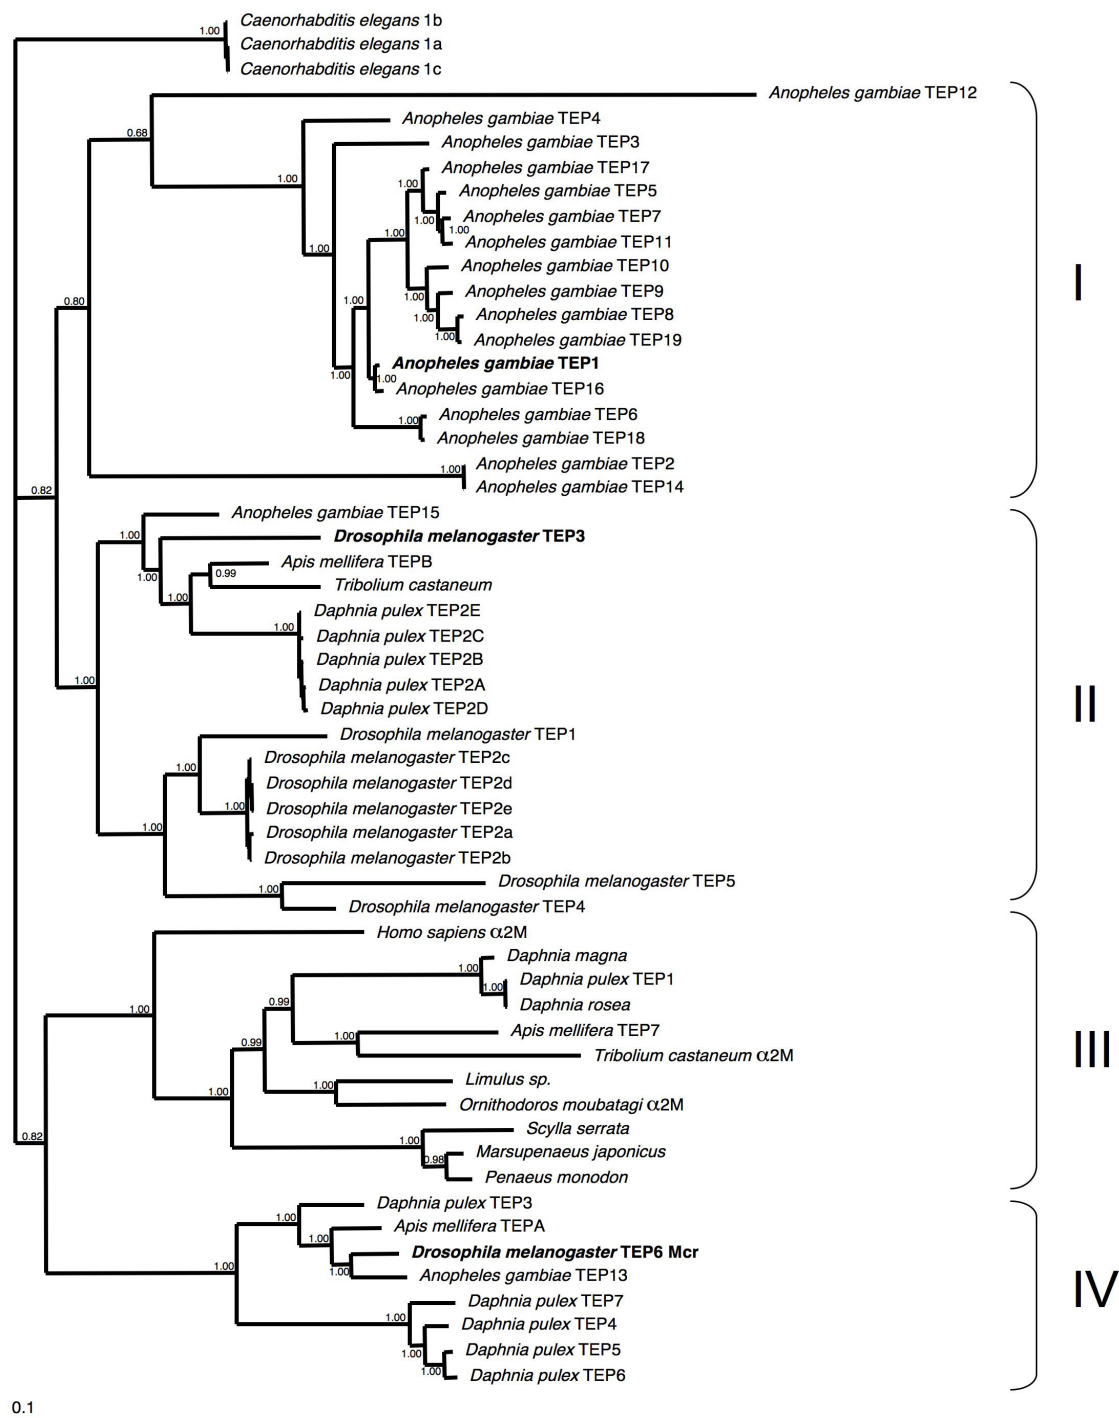 Caenorhabditis elegans 1b
1.00
Caenorhabditis elegans 1a
Caenorhabditis elegans 1c
Anopheles gambiae TEP12
0.68
Anopheles gambiae TEP4
Anopheles gambiae TEP3
1.00
Anopheles gambiae TEP17
1.00
Anopheles gambiae TEP5
1.00
Anopheles gambiae TEP7
1.00
1.00
Anopheles gambiae TEP11
1.00
Anopheles gambiae TEP10
I
1.00
Anopheles gambiae TEP9
0.80
1.00
1.00
Anopheles gambiae TEP8
1.00
Anopheles gambiae TEP19
Anopheles gambiae TEP1
1.00
1.00
Anopheles gambiae TEP16
Anopheles gambiae TEP6
1.00
Anopheles gambiae TEP18
Anopheles gambiae TEP2
1.00
Anopheles gambiae TEP14
0.82
Anopheles gambiae TEP15
1.00
Drosophila melanogaster TEP3
Apis mellifera TEPB
0.99
1.00
Tribolium castaneum
1.00
Daphnia pulex TEP2E
1.00
Daphnia pulex TEP2C
Daphnia pulex TEP2B
1.00
Daphnia pulex TEP2A
II
Daphnia pulex TEP2D
Drosophila melanogaster TEP1
Drosophila melanogaster TEP2c
1.00
Drosophila melanogaster TEP2d
1.00
Drosophila melanogaster TEP2e
1.00
Drosophila melanogaster TEP2a
Drosophila melanogaster TEP2b
Drosophila melanogaster TEP5
1.00
Drosophila melanogaster TEP4
Homo sapiens α2M
Daphnia magna
1.00
Daphnia pulex TEP1
1.00
0.99
Daphnia rosea
1.00
Apis mellifera TEP7
1.00
0.99
Tribolium castaneum α2M
III
Limulus sp.
1.00
1.00
Ornithodoros moubatagi α2M
Scylla serrata
0.82
1.00
Marsupenaeus japonicus
0.98
Penaeus monodon
Daphnia pulex TEP3
1.00
Apis mellifera TEPA
1.00
Drosophila melanogaster TEP6 Mcr
1.00
1.00
Anopheles gambiae TEP13
IV
Daphnia pulex TEP7
1.00
Daphnia pulex TEP4
1.00
Daphnia pulex TEP5
1.00
Daphnia pulex TEP6
0.1